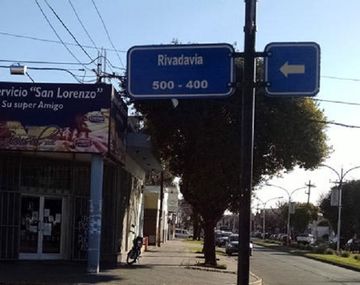 Rivadavia
500 - 400
ervicio "San Lorenzo"
Su super Amigo